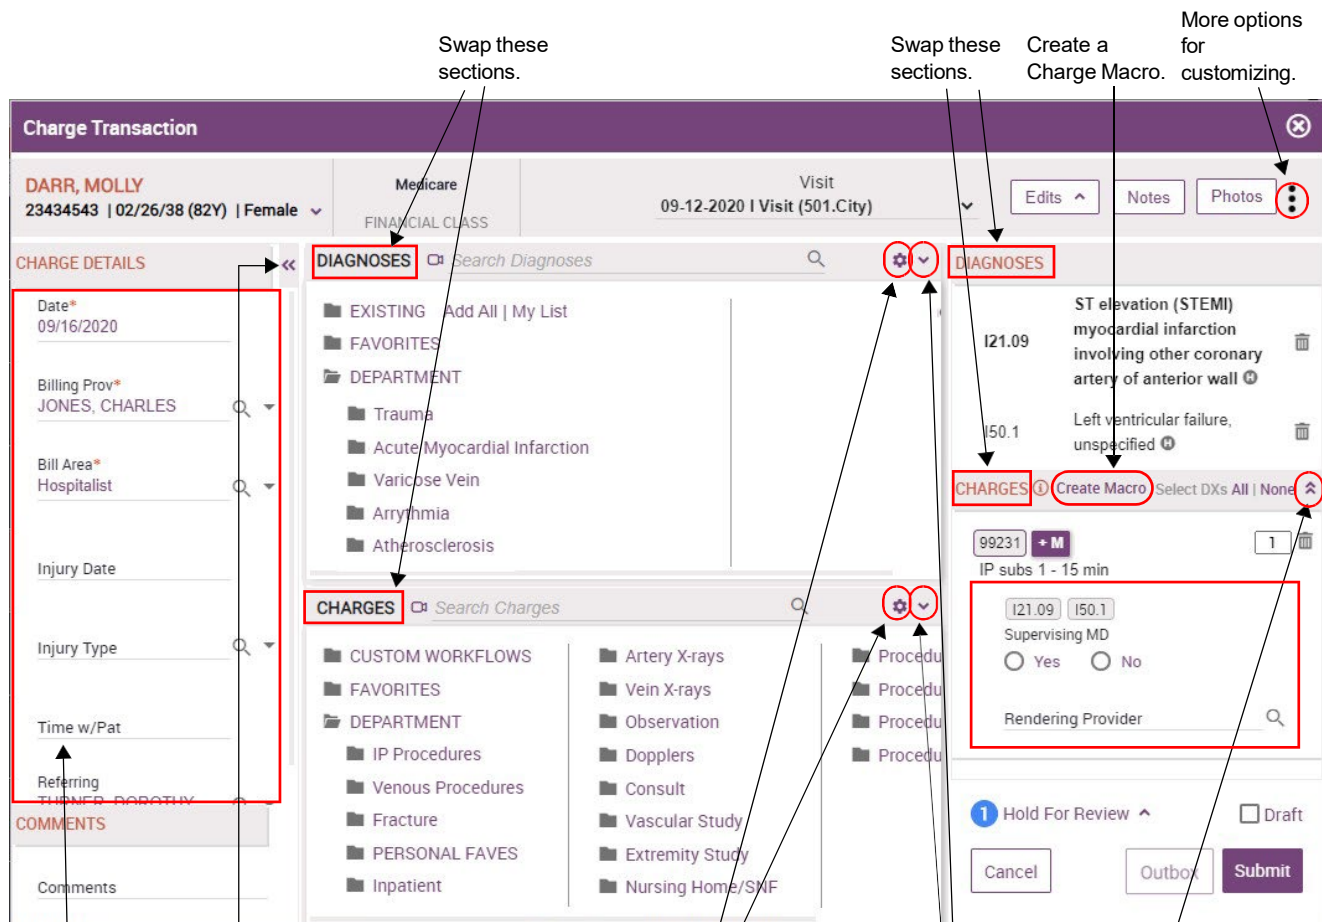 More options
for
customizing.
Swap these
sections.
Swap these
sections.
Create a
Charge Macro.
Charge Transaction
DARR, MOLLY
23434543 | 02/26/38 (82Y) | Female
Medicare
FINANCIAL CLASS
Visit
09-12-2020 I Visit (501.City)
Edits
Notes
Photos
CHARGE DETAILS
Date*
09/16/2020
Billing Prov*
JONES, CHARLES
Bill Area*
Hospitalist
Injury Date
Injury Type
Time w/Pat
Referring
TURNER, DOROTHY
COMMENTS
Comments
DIAGNOSES Search Diagnoses
EXISTING Add All | My List
FAVORITES
DEPARTMENT
Trauma
Acute Myocardial Infarction
Varicose Vein
Arrythmia
Atherosclerosis
CHARGES Search Charges
CUSTOM WORKFLOWS
FAVORITES
DEPARTMENT
IP Procedures
Venous Procedures
Fracture
PERSONAL FAVES
Inpatient
Artery X-rays
Vein X-rays
Observation
Dopplers
Consult
Vascular Study
Extremity Study
Nursing Home/SNF
Procedu
Procedu
Procedu
Procedu
DIAGNOSES
I21.09
ST elevation (STEMI)
myocardial infarction
involving other coronary
artery of anterior wall H
I50.1
Left ventricular failure,
unspecified H
CHARGES Create Macro Select DXs All | None
99231 + M 1
IP subs 1 - 15 min
I21.09 I50.1
Supervising MD
Yes No
Rendering Provider
1 Hold For Review Draft
Cancel Outbox Submit